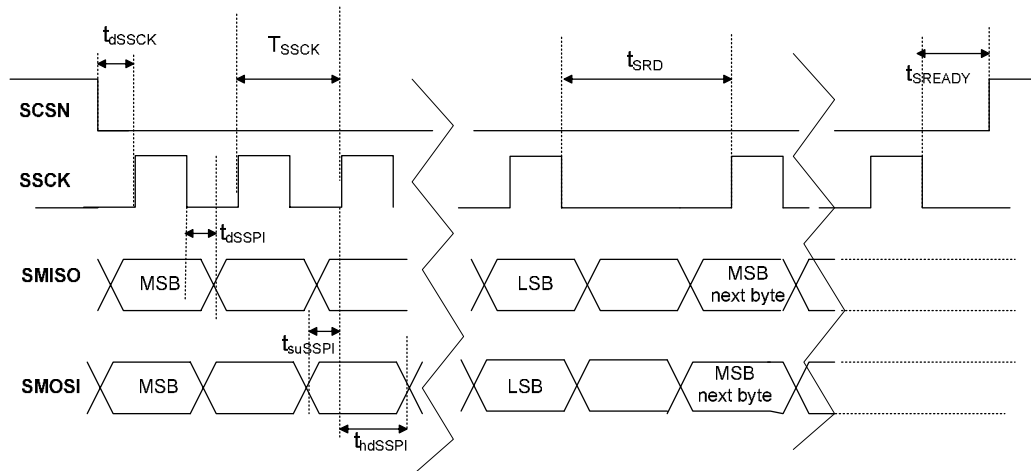 tdSSCK
TSSCK
tSRD
tSREADY
SCSN
SSCK
tdSSPI
SMISO
MSB
LSB
MSB
next byte
tsuSSPI
SMOSI
MSB
LSB
MSB
next byte
thdSSPI